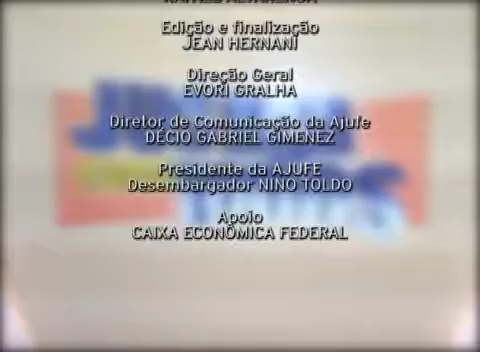 Edição e finalização
JEAN HERNANI
Direção Geral
EVORI GRALHA
Diretor de Comunicação da Ajufe
DÉCIO GABRIEL GIMENEZ
Presidente da AJUFE
Desembargador NINO TOLDO
Apoio
CAIXA ECONÔMICA FEDERAL